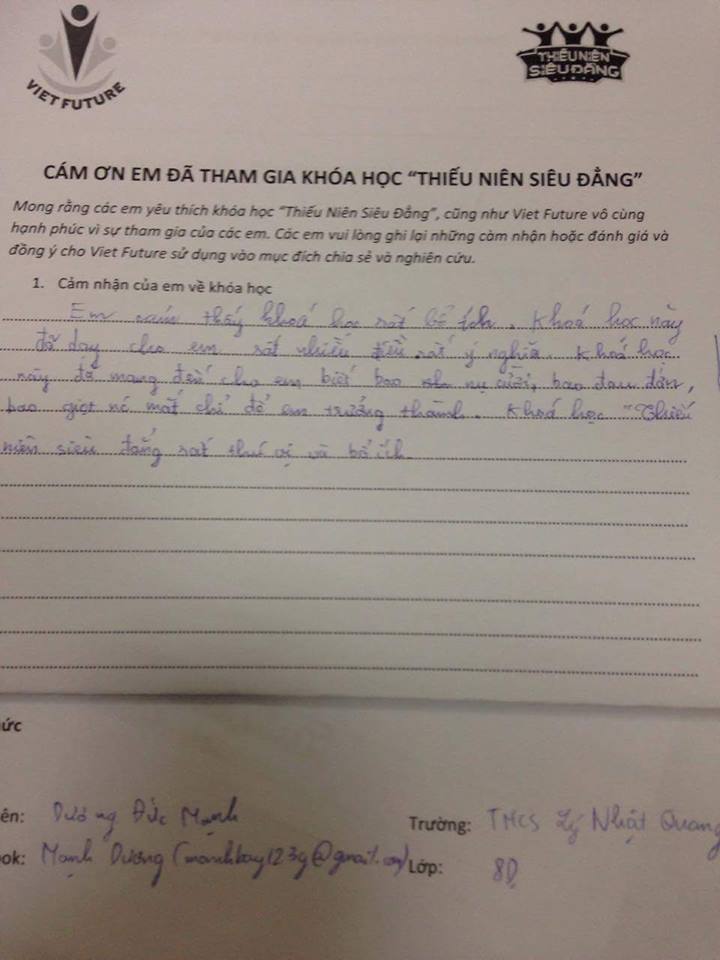 VIET FUTURE
THIẾU NIÊN
SIÊU ĐẲNG
CÁM ƠN EM ĐÃ THAM GIA KHÓA HỌC “THIẾU NIÊN SIÊU ĐẲNG”
Mong rằng các em yêu thích khóa học “Thiếu Niên Siêu Đẳng”, cũng như Viet Future vô cùng
hạnh phúc vì sự tham gia của các em. Các em vui lòng ghi lại những cảm nhận hoặc đánh giá và
đồng ý cho Viet Future sử dụng vào mục đích chia sẻ và nghiên cứu.
1. Cảm nhận của em về khóa học
Em thấy khoá học rất bổ ích. Khoá học này
đã dạy cho em rất nhiều điều rất ý nghĩa. Khoá học
này đã mang đến cho em biết bao nụ cười, bao đau đớn,
bao giọt nc mắt chỉ để em trưởng thành. Khoá học "Thiếu
niên siêu đẳng rất thú vị và bổ ích.
ức
ên: Dương Đức Mạnh
Trường: THCS Lý Nhật Quang
ook: Mạnh Dương
Lớp: 8D